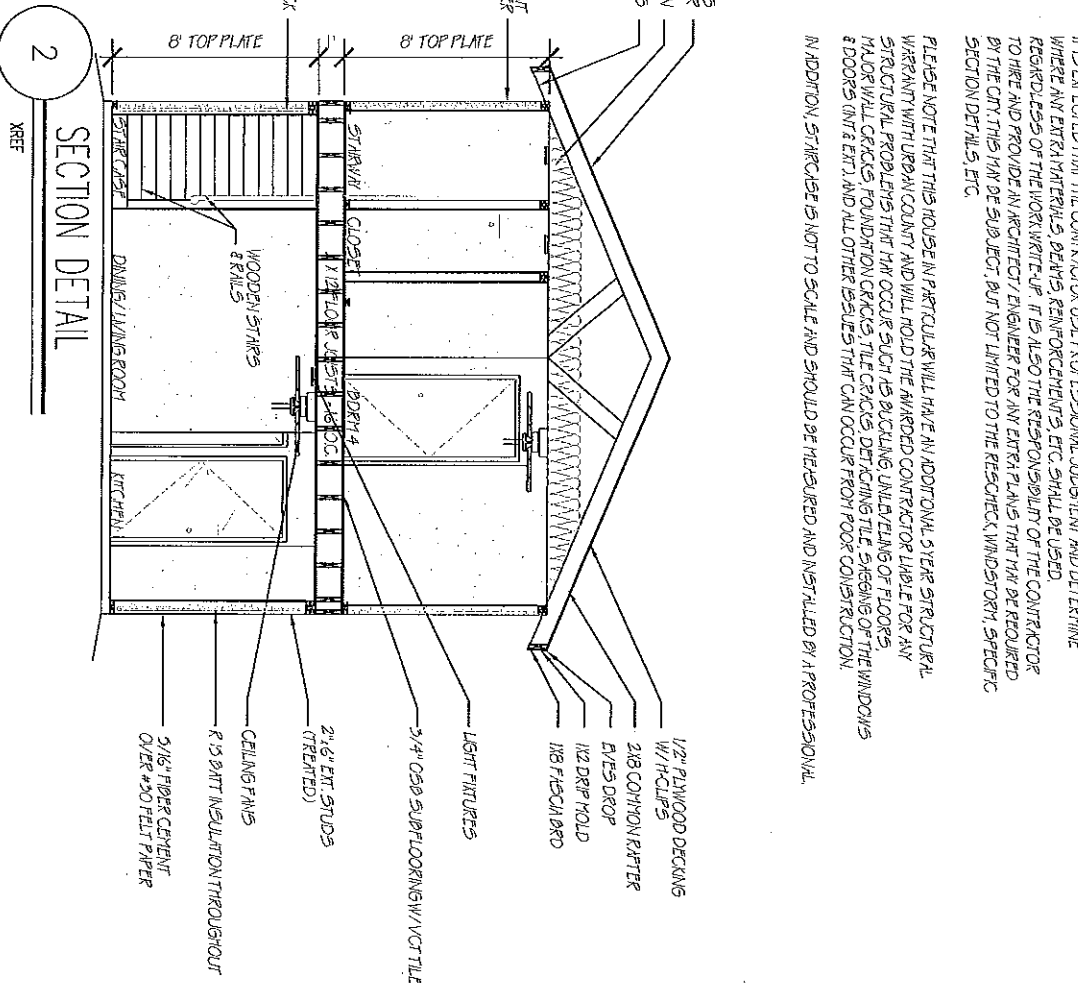 WHERE ANY EXTRA MATERIALS, BEAMS, REINFORCEMENTS, ETC. SHALL BE USED,
REGARDLESS OF THE WORK WRITE-UP. IT IS ALSO THE RESPONSIBILITY OF THE CONTRACTOR
TO HIRE AND PROVIDE AN ARCHITECT / ENGINEER FOR ANY EXTRA PLANS THAT MAY BE REQUIRED
BY THE CITY. THIS MAY BE SUBJECT, BUT NOT LIMITED TO THE RESCHECK, WINDSTORM, SPECIFIC
SECTION DETAILS, ETC.
PLEASE NOTE THAT THIS HOUSE IN PARTICULAR WILL HAVE AN ADDITIONAL 5 YEAR STRUCTURAL
WARRANTY WITH URBAN COUNTY AND WILL HOLD THE AWARDED CONTRACTOR LIABLE FOR ANY
STRUCTURAL PROBLEMS THAT MAY OCCUR SUCH AS BUCKLING, UNLEVELING OF FLOORS,
MAJOR WALL CRACKS, FOUNDATION CRACKS, TILE CRACKS, DETACHING TILE, SAGGING OF THE WINDOWS
& DOORS (INT & EXT). AND ALL OTHER ISSUES THAT CAN OCCUR FROM POOR CONSTRUCTION.
IN ADDITION, STAIRCASE IS NOT TO SCALE AND SHOULD BE MEASURED AND INSTALLED BY A PROFESSIONAL.
1/2" PLYWOOD DECKING
W/ H-CLIPS
2X8 COMMON RAFTER
EVES DROP
1X2 DRIP MOLD
1X8 FASCIA BRD
LIGHT FIXTURES
3/4" OSB SUBFLOORING W/ VCT TILE
2"x6" EXT. STUDS
(TREATED)
CEILING FANS
R 15 BATT INSULATION THROUGHOUT
5/16" FIBER CEMENT
OVER #30 FELT PAPER
8' TOP PLATE
8' TOP PLATE
STAIRWAY
CLOSET
BDRM 4
X 12 FLOOR JOISTS - 16 O.C.
WOODEN STAIRS
& RAILS
STAIR CASE
DINING / LIVING ROOM
KITCHEN
2
SECTION DETAIL
XREF